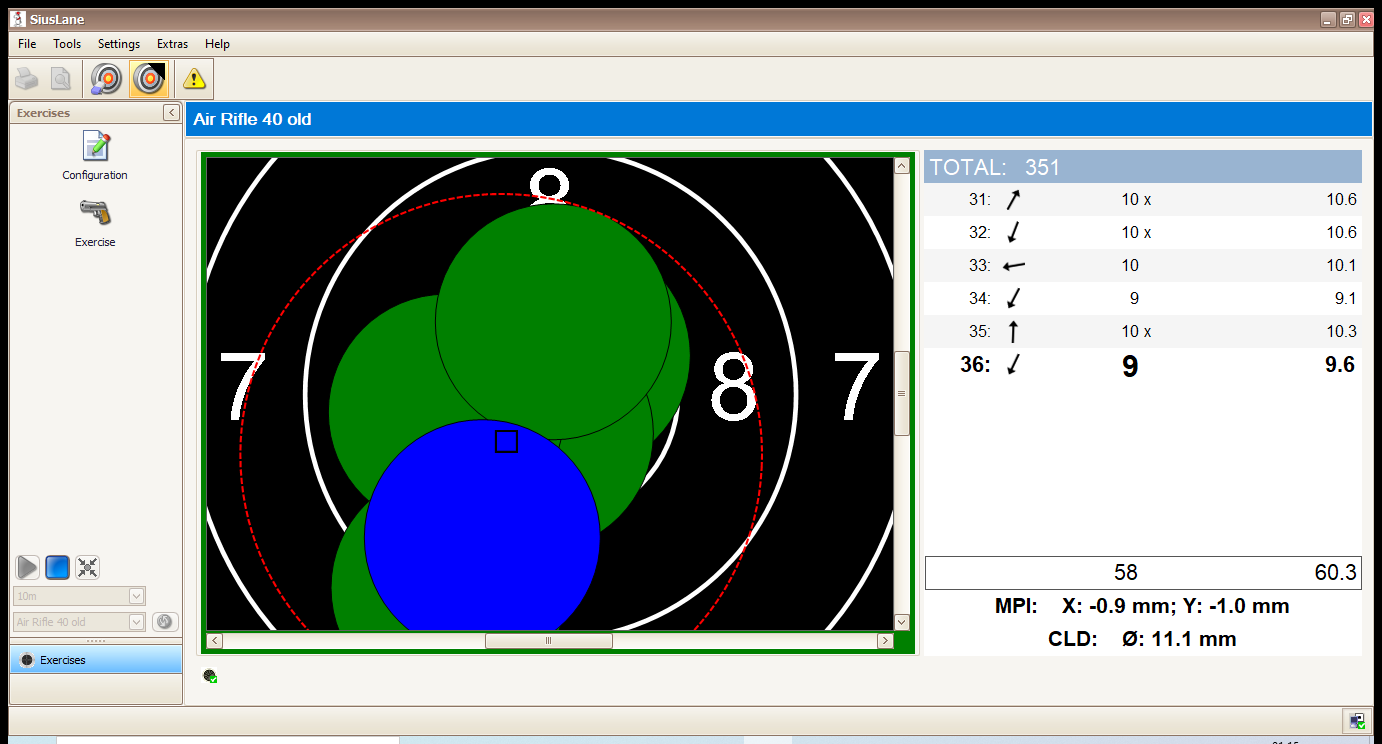 SiusLane
File Tools Settings Extras Help
Exercises
Configuration
Exercise
10m
Air Rifle 40 old
Exercises
Air Rifle 40 old
8
7 8 7
TOTAL: 351
31: 10 x 10.6
32: 10 x 10.6
33: 10 10.1
34: 9 9.1
35: 10 x 10.3
36: 9 9.6
58 60.3
MPI: X: -0.9 mm; Y: -1.0 mm
CLD: Ø: 11.1 mm